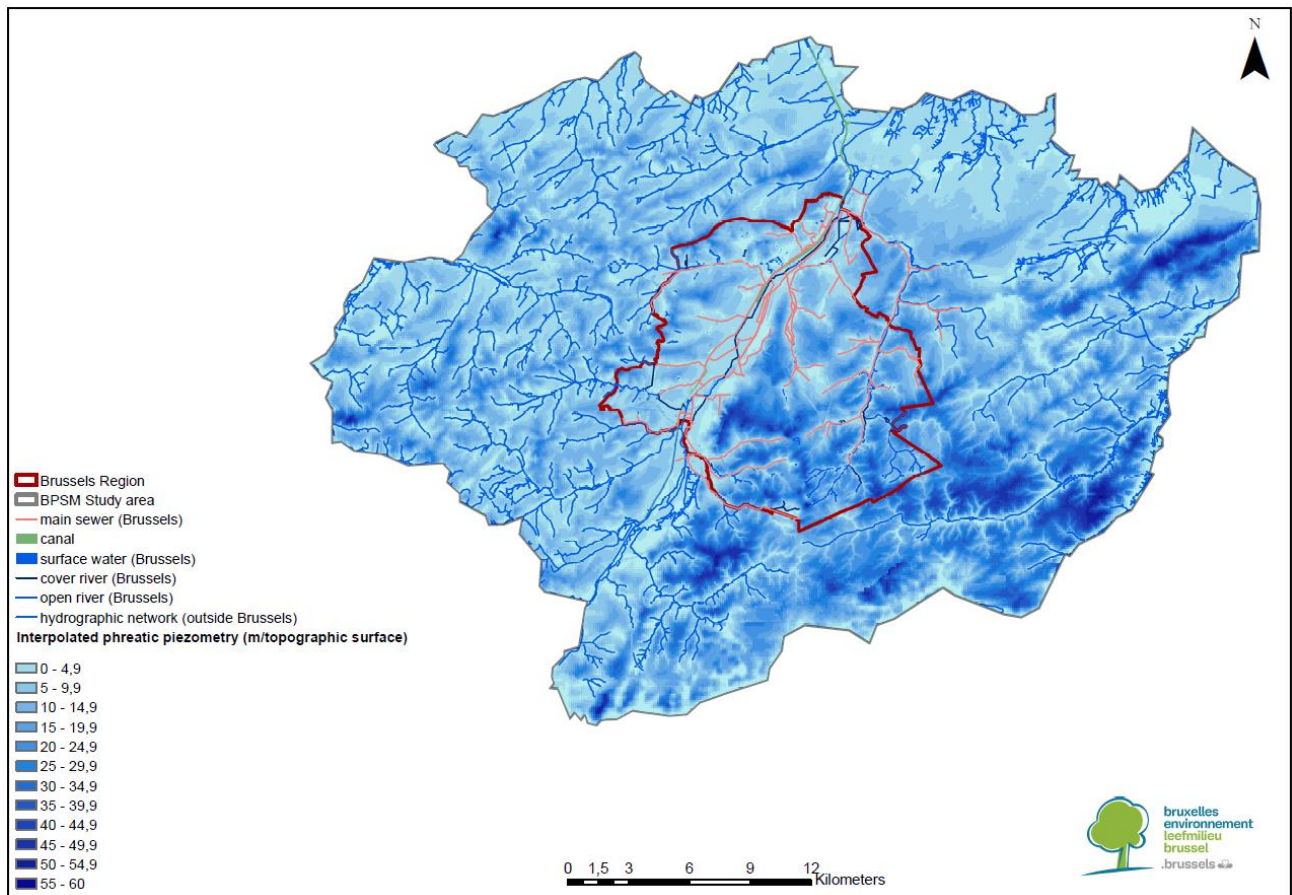 N
Brussels Region
BPSM Study area
main sewer (Brussels)
canal
surface water (Brussels)
cover river (Brussels)
open river (Brussels)
hydrographic network (outside Brussels)
Interpolated phreatic piezometry (m/topographic surface)
0 - 4,9
5 - 9,9
10 - 14,9
15 - 19,9
20 - 24,9
25 - 29,9
30 - 34,9
35 - 39,9
40 - 44,9
45 - 49,9
50 - 54,9
55 - 60
0 1,5 3 6 9 12
Kilometers
bruxelles
environnement
leefmilieu
brussel
.brussels